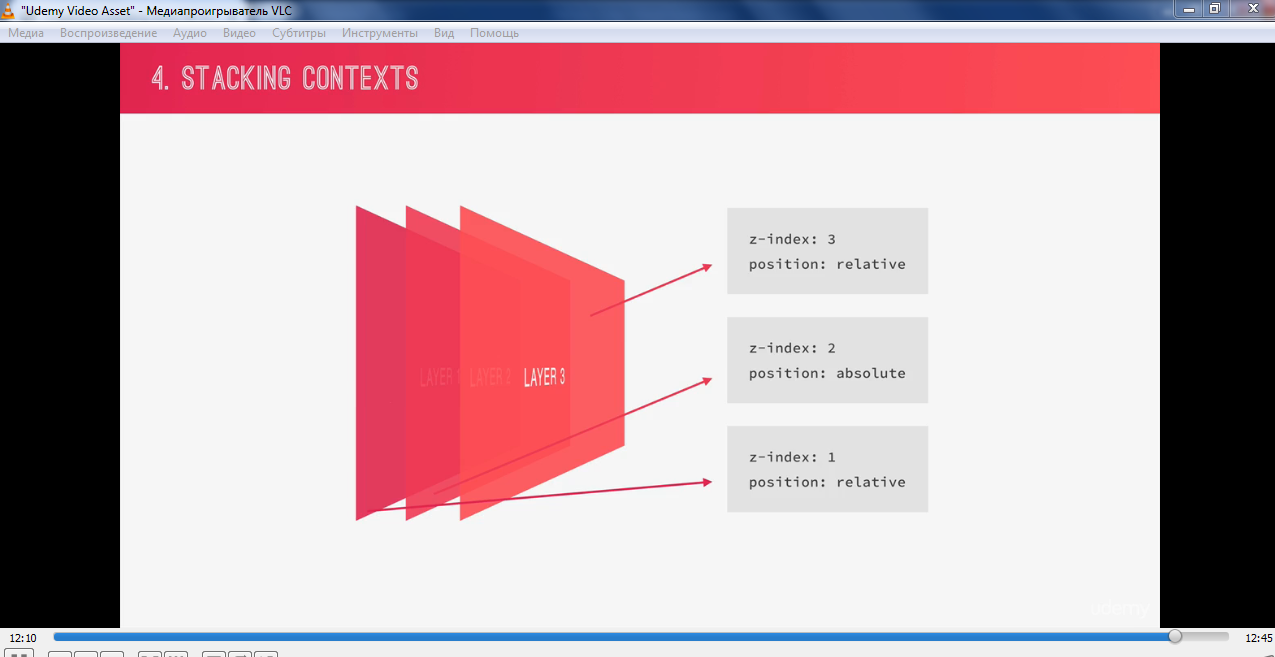 "Udemy Video Asset" - Медиапроигрыватель VLC
Медиа Воспроизведение Аудио Видео Субтитры Инструменты Вид Помощь
4. STACKING CONTEXTS
z-index: 3
position: relative
LAYER 1 LAYER 2 LAYER 3
z-index: 2
position: absolute
z-index: 1
position: relative
udemy
12:10 12:45